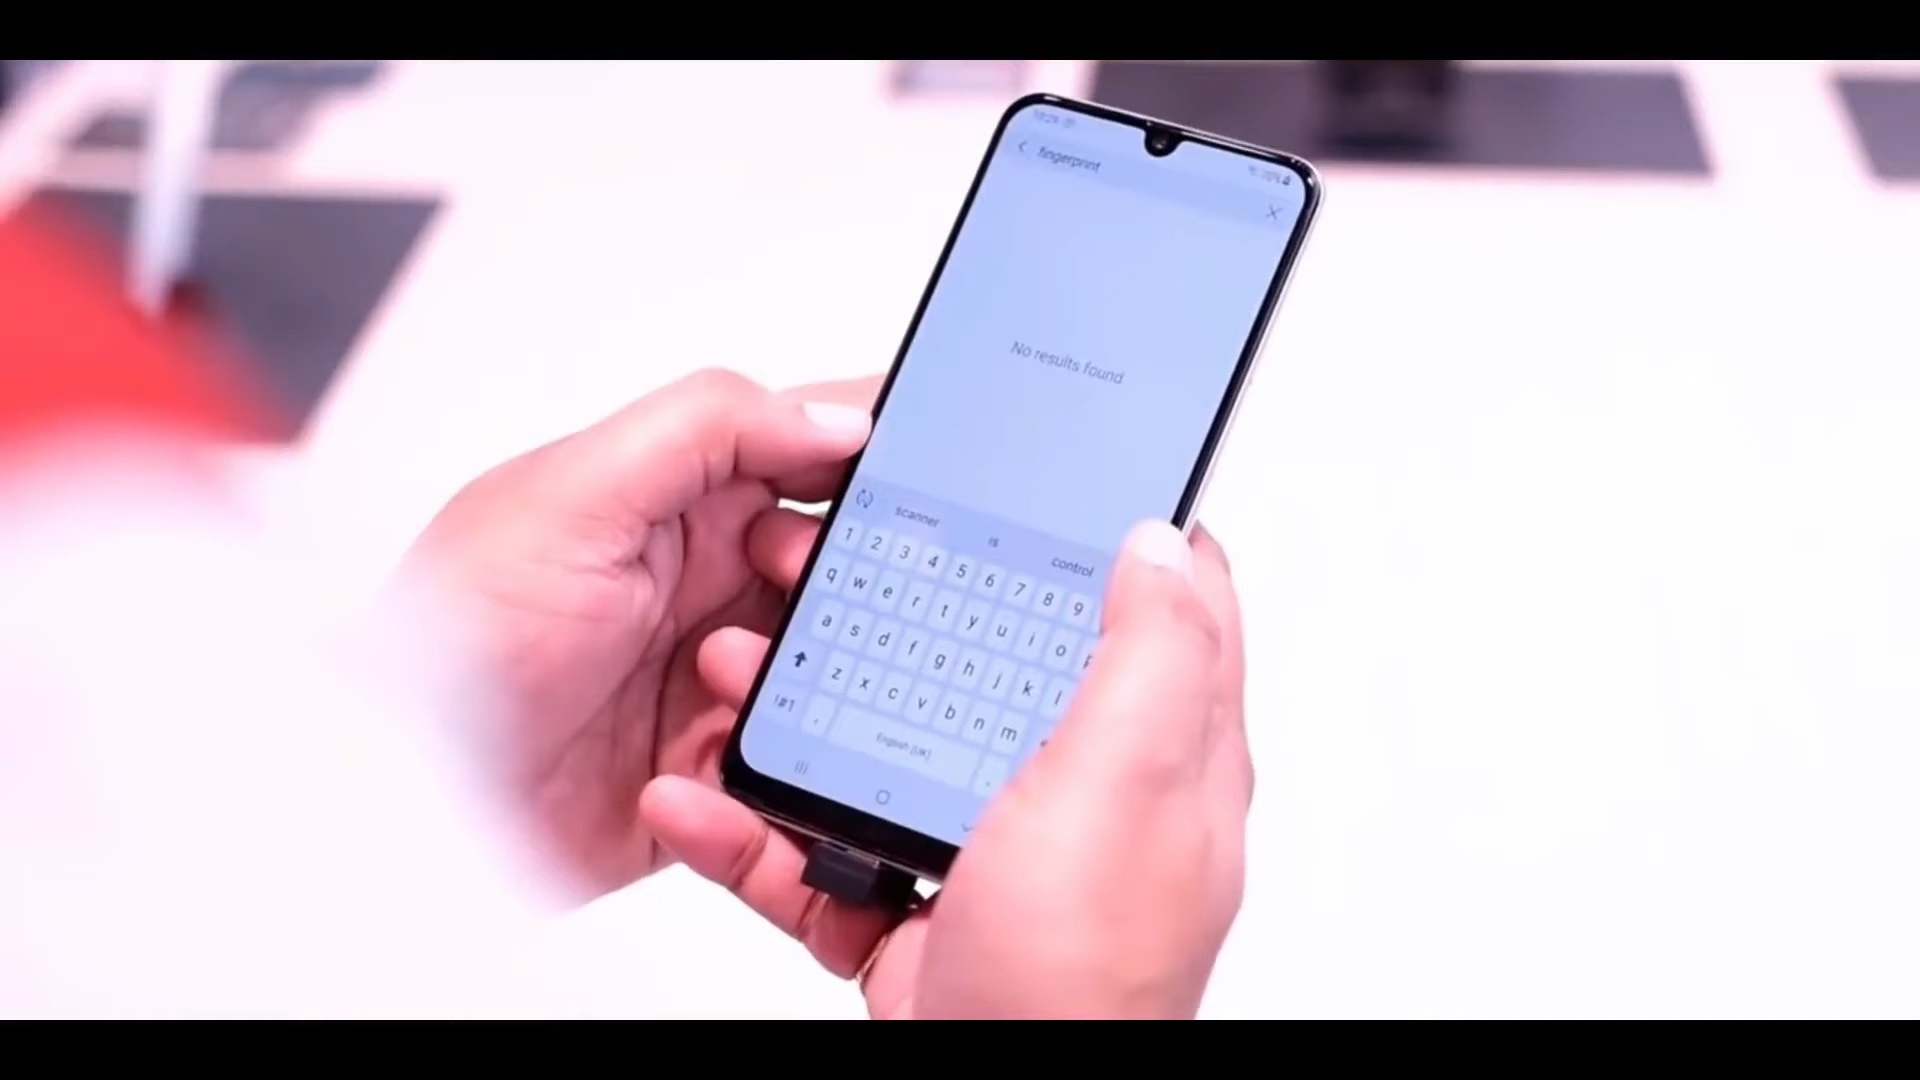 fingerprint
No results found
scanner is control
1 2 3 4 5 6 7 8 9
q w e r t y u i o
a s d f g h j k l
z x c v b n m
!#1 , English (UK) .